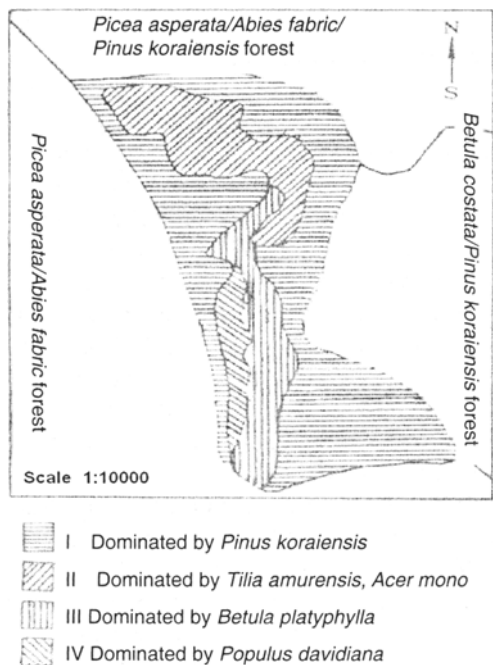 Picea asperata/Abies fabric/
Pinus koraiensis forest
N
S
Picea asperata/Abies fabric forest
Betula costata/Pinus koraiensis forest
Scale 1:10000
I Dominated by Pinus koraiensis
II Dominated by Tilia amurensis, Acer mono
III Dominated by Betula platyphylla
IV Dominated by Populus davidiana